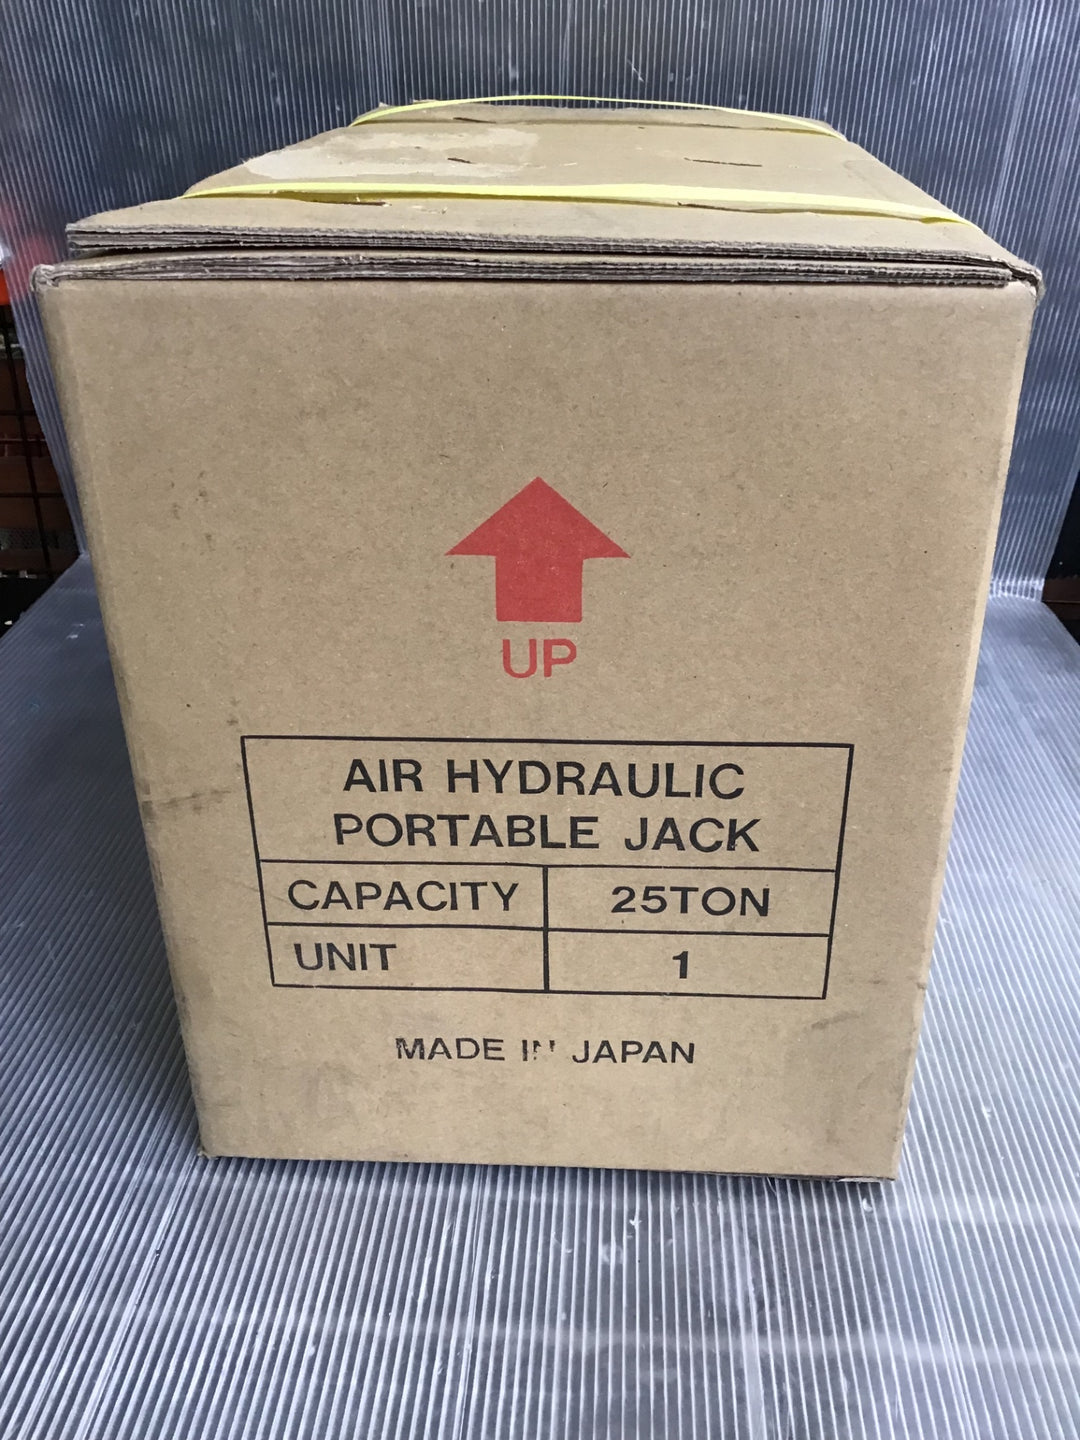 UP
AIR HYDRAULIC
PORTABLE JACK
CAPACITY 25TON
UNIT 1
MADE IN JAPAN